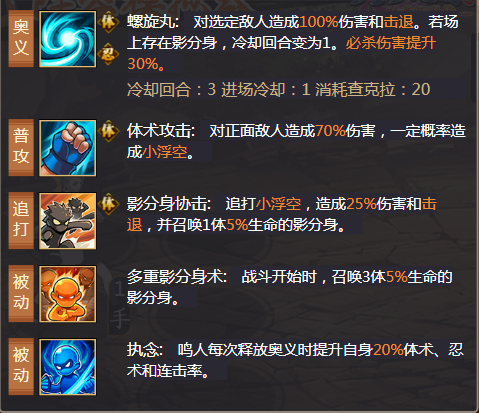 奥义
体
忍
螺旋丸: 对选定敌人造成100%伤害和击退。若场
上存在影分身，冷却回合变为1。必杀伤害提升
30%。
冷却回合：3 进场冷却：1 消耗查克拉：20
普攻
体
体术攻击: 对正面敌人造成70%伤害，一定概率造
成小浮空。
追打
体
影分身协击: 追打小浮空，造成25%伤害和击
退，并召唤1体5%生命的影分身。
被动
多重影分身术: 战斗开始时，召唤3体5%生命的
影分身。
1
手
被动
执念: 鸣人每次释放奥义时提升自身20%体术、忍
术和连击率。